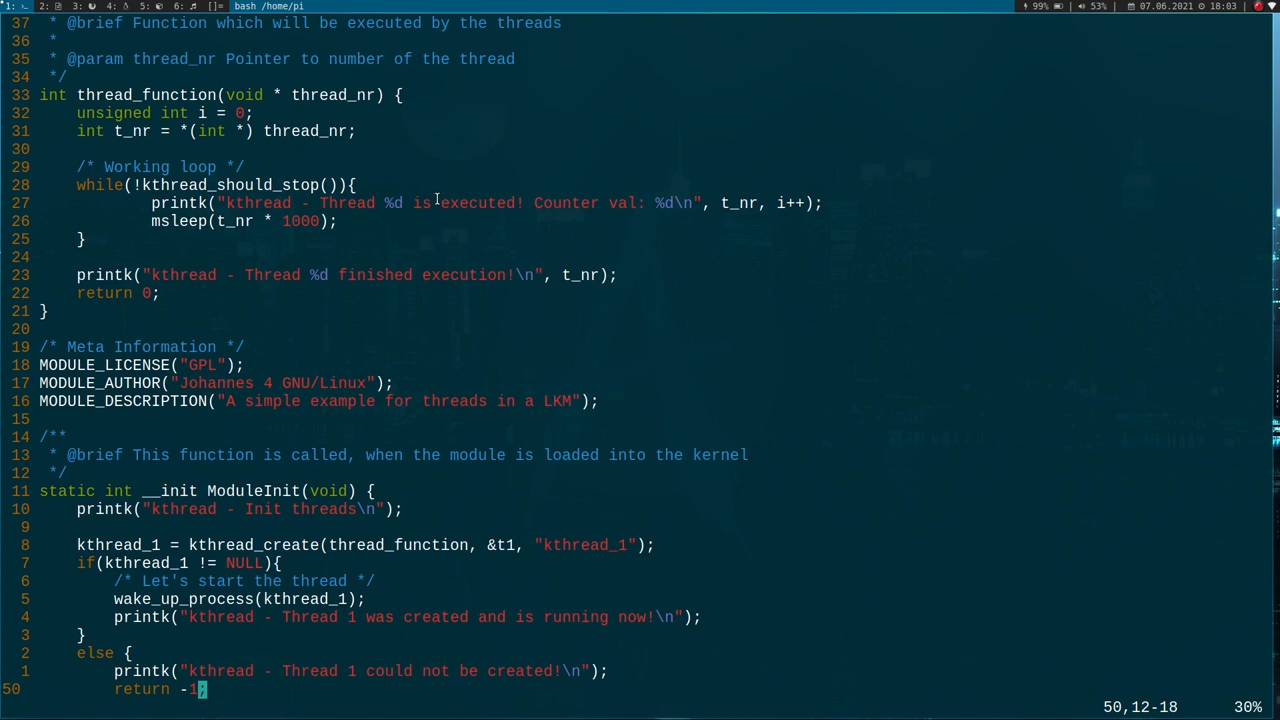 1: 2: 3: 4: 5: 6: []= bash /home/pi 99% 53% 07.06.2021 18:03
37 * @brief Function which will be executed by the threads
36 *
35 * @param thread_nr Pointer to number of the thread
34 */
33 int thread_function(void * thread_nr) {
32 unsigned int i = 0;
31 int t_nr = *(int *) thread_nr;
30
29 /* Working loop */
28 while(!kthread_should_stop()){
27 printk("kthread - Thread %d is executed! Counter val: %d\n", t_nr, i++);
26 msleep(t_nr * 1000);
25 }
24
23 printk("kthread - Thread %d finished execution!\n", t_nr);
22 return 0;
21 }
20
19 /* Meta Information */
18 MODULE_LICENSE("GPL");
17 MODULE_AUTHOR("Johannes 4 GNU/Linux");
16 MODULE_DESCRIPTION("A simple example for threads in a LKM");
15
14 /**
13 * @brief This function is called, when the module is loaded into the kernel
12 */
11 static int __init ModuleInit(void) {
10 printk("kthread - Init threads\n");
9
8 kthread_1 = kthread_create(thread_function, &t1, "kthread_1");
7 if(kthread_1 != NULL){
6 /* Let's start the thread */
5 wake_up_process(kthread_1);
4 printk("kthread - Thread 1 was created and is running now!\n");
3 }
2 else {
1 printk("kthread - Thread 1 could not be created!\n");
50 return -1;
50,12-18 30%